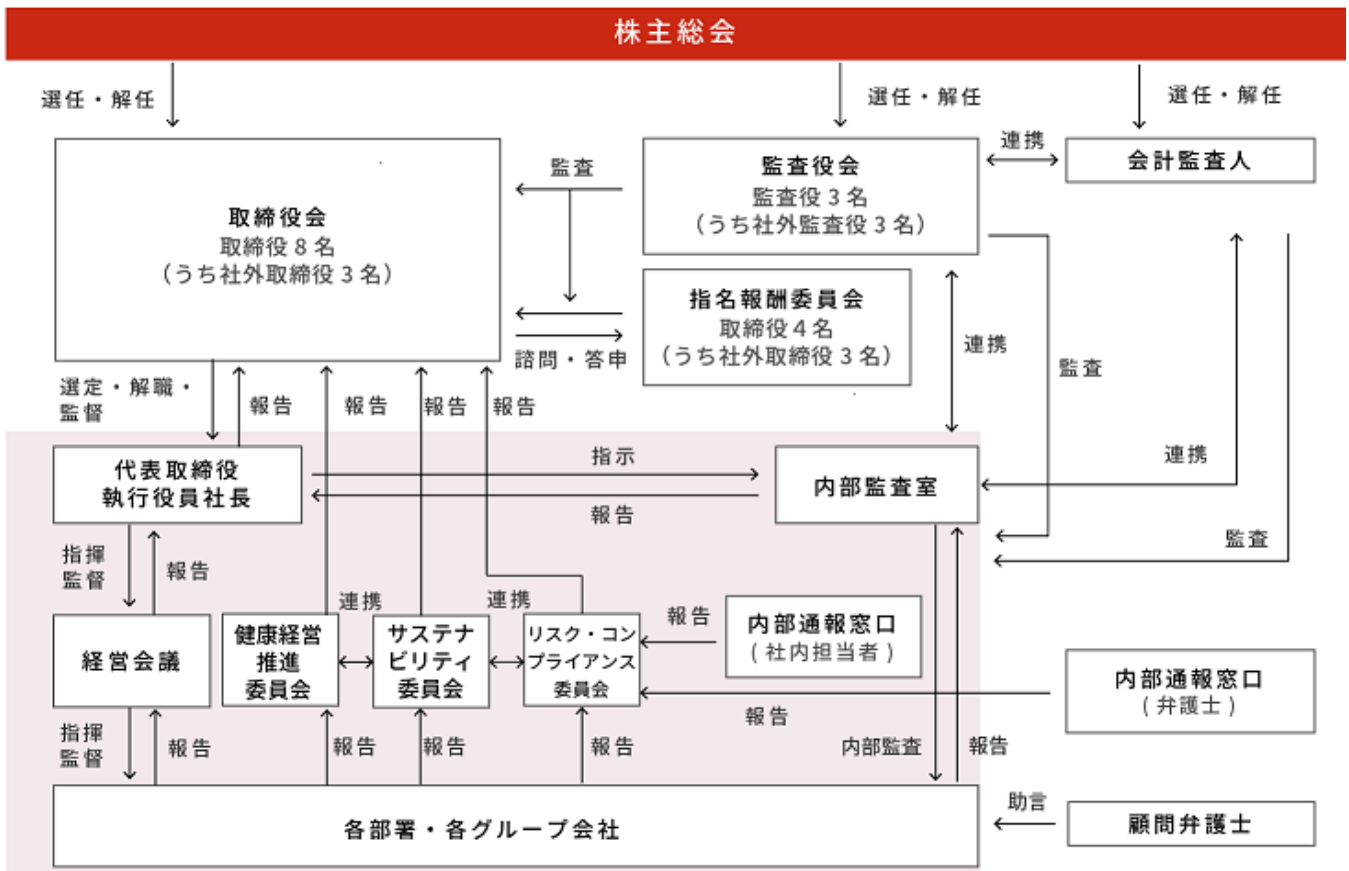 株主総会
選任・解任
選任・解任
選任・解任
取締役会
取締役8名
（うち社外取締役3名）
監査
監査役会
監査役3名
（うち社外監査役3名）
連携
会計監査人
指名報酬委員会
取締役4名
（うち社外取締役3名）
諮問・答申
連携
監査
選定・解職・
監督
報告
報告
報告
報告
代表取締役
執行役員社長
指示
報告
内部監査室
連携
監査
指揮
監督
報告
連携
連携
経営会議
健康経営
推進
委員会
サステナ
ビリティ
委員会
リスク・コン
プライアンス
委員会
報告
内部通報窓口
(社内担当者)
報告
内部通報窓口
(弁護士)
指揮
監督
報告
報告
報告
報告
内部監査
報告
各部署・各グループ会社
助言
顧問弁護士